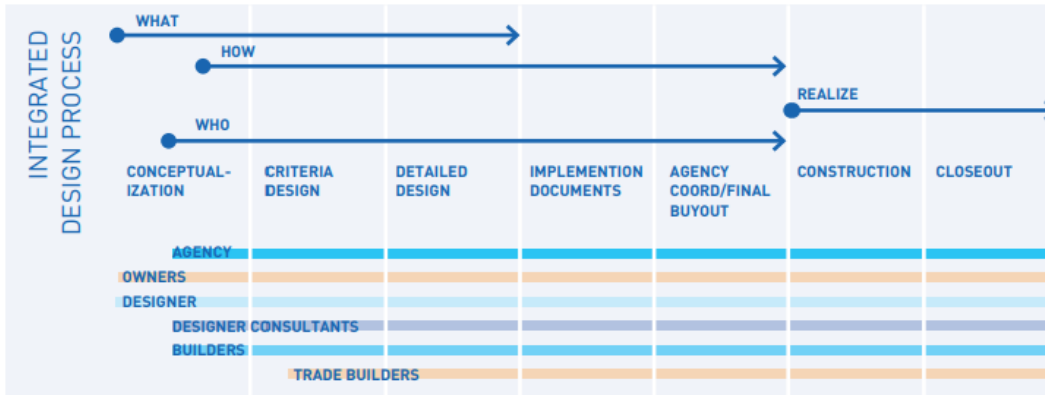 INTEGRATED
DESIGN PROCESS
WHAT
HOW
REALIZE
WHO
CONCEPTUAL-
IZATION
CRITERIA
DESIGN
DETAILED
DESIGN
IMPLEMENTION
DOCUMENTS
AGENCY
COORD/FINAL
BUYOUT
CONSTRUCTION
CLOSEOUT
AGENCY
OWNERS
DESIGNER
DESIGNER CONSULTANTS
BUILDERS
TRADE BUILDERS